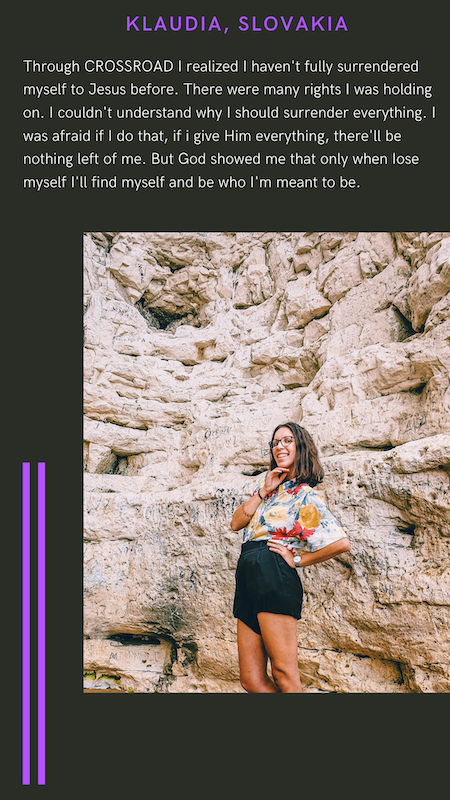 KLAUDIA, SLOVAKIA
Through CROSSROAD I realized I haven't fully surrendered
myself to Jesus before. There were many rights I was holding
on. I couldn't understand why I should surrender everything. I
was afraid if I do that, if i give Him everything, there'll be
nothing left of me. But God showed me that only when lose
myself I'll find myself and be who I'm meant to be.